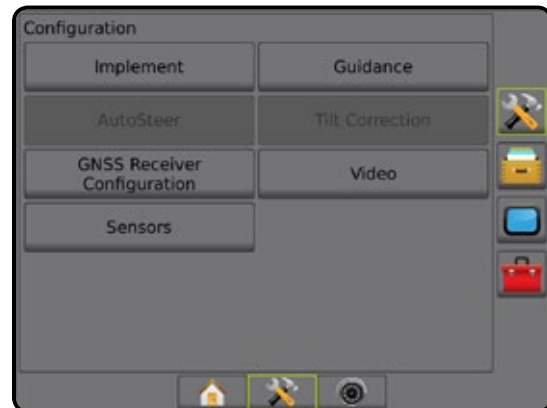 Configuration
Implement
Guidance
AutoSteer
Tilt Correction
GNSS Receiver
Configuration
Video
Sensors